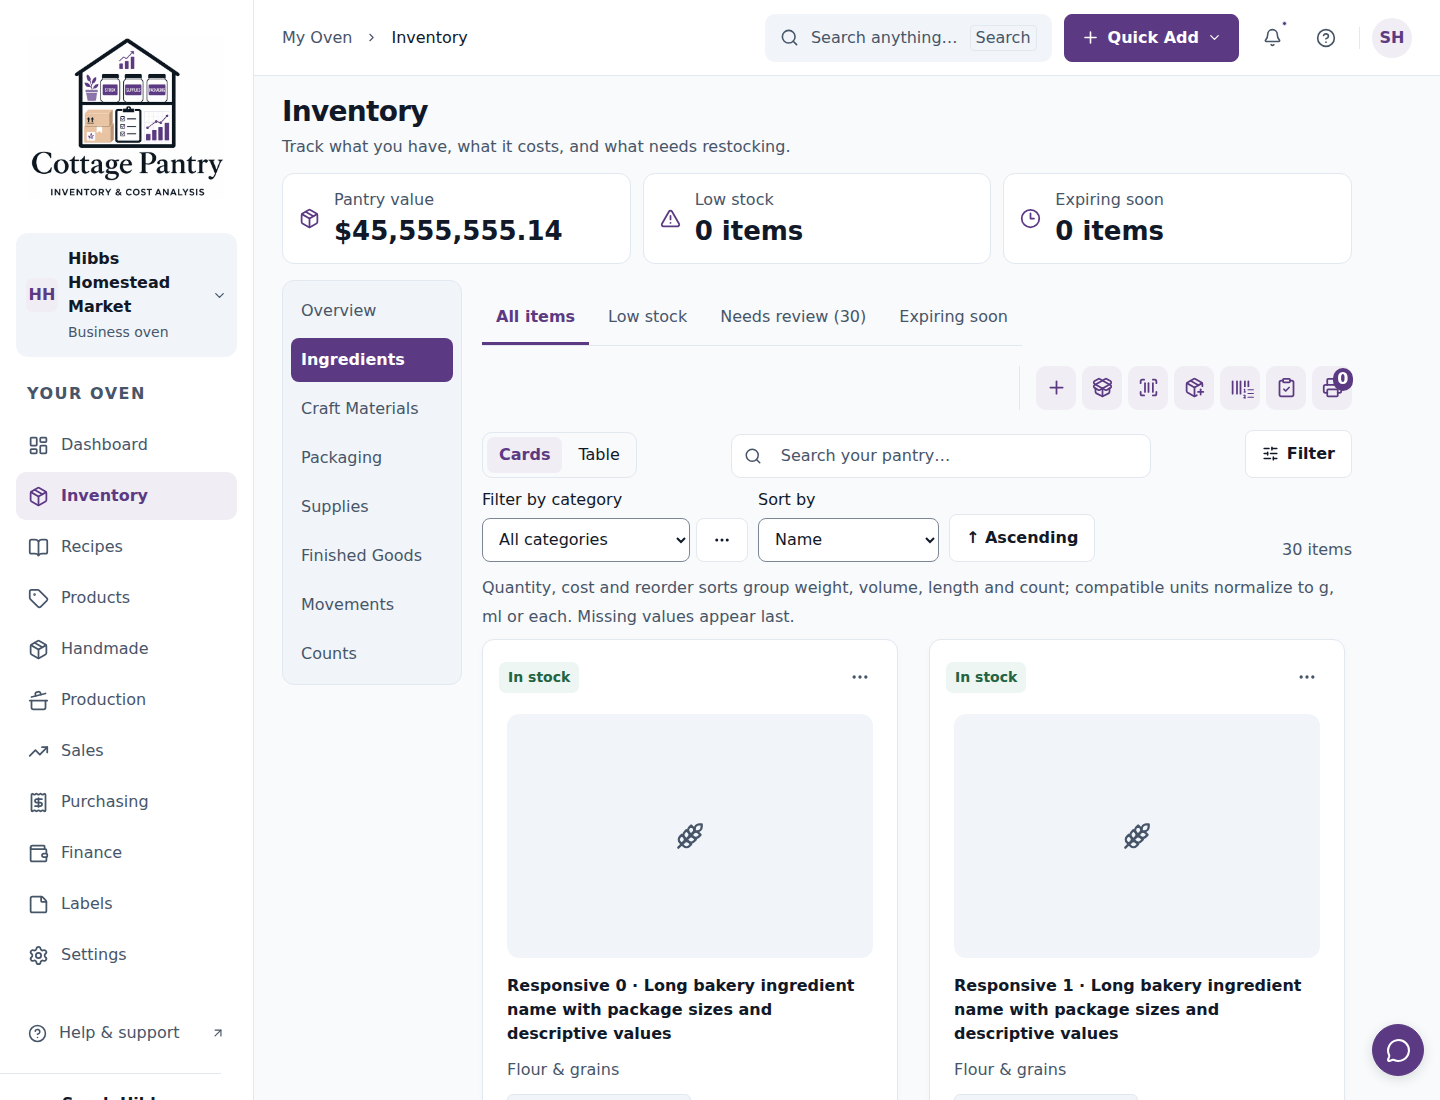 Cottage Pantry
INVENTORY & COST ANALYSIS
HH
Hibbs
Homestead
Market
Business oven
YOUR OVEN
Dashboard
Inventory
Recipes
Products
Handmade
Production
Sales
Purchasing
Finance
Labels
Settings
Help & support
My Oven > Inventory
Search anything... Search
+ Quick Add
SH
Inventory
Track what you have, what it costs, and what needs restocking.
Pantry value
$45,555,555.14
Low stock
0 items
Expiring soon
0 items
Overview
Ingredients
Craft Materials
Packaging
Supplies
Finished Goods
Movements
Counts
All items Low stock Needs review (30) Expiring soon
0
Cards Table
Search your pantry...
Filter
Filter by category
All categories
...
Sort by
Name
↑ Ascending
30 items
Quantity, cost and reorder sorts group weight, volume, length and count; compatible units normalize to g,
ml or each. Missing values appear last.
In stock
Responsive 0 · Long bakery ingredient
name with package sizes and
descriptive values
Flour & grains
In stock
Responsive 1 · Long bakery ingredient
name with package sizes and
descriptive values
Flour & grains